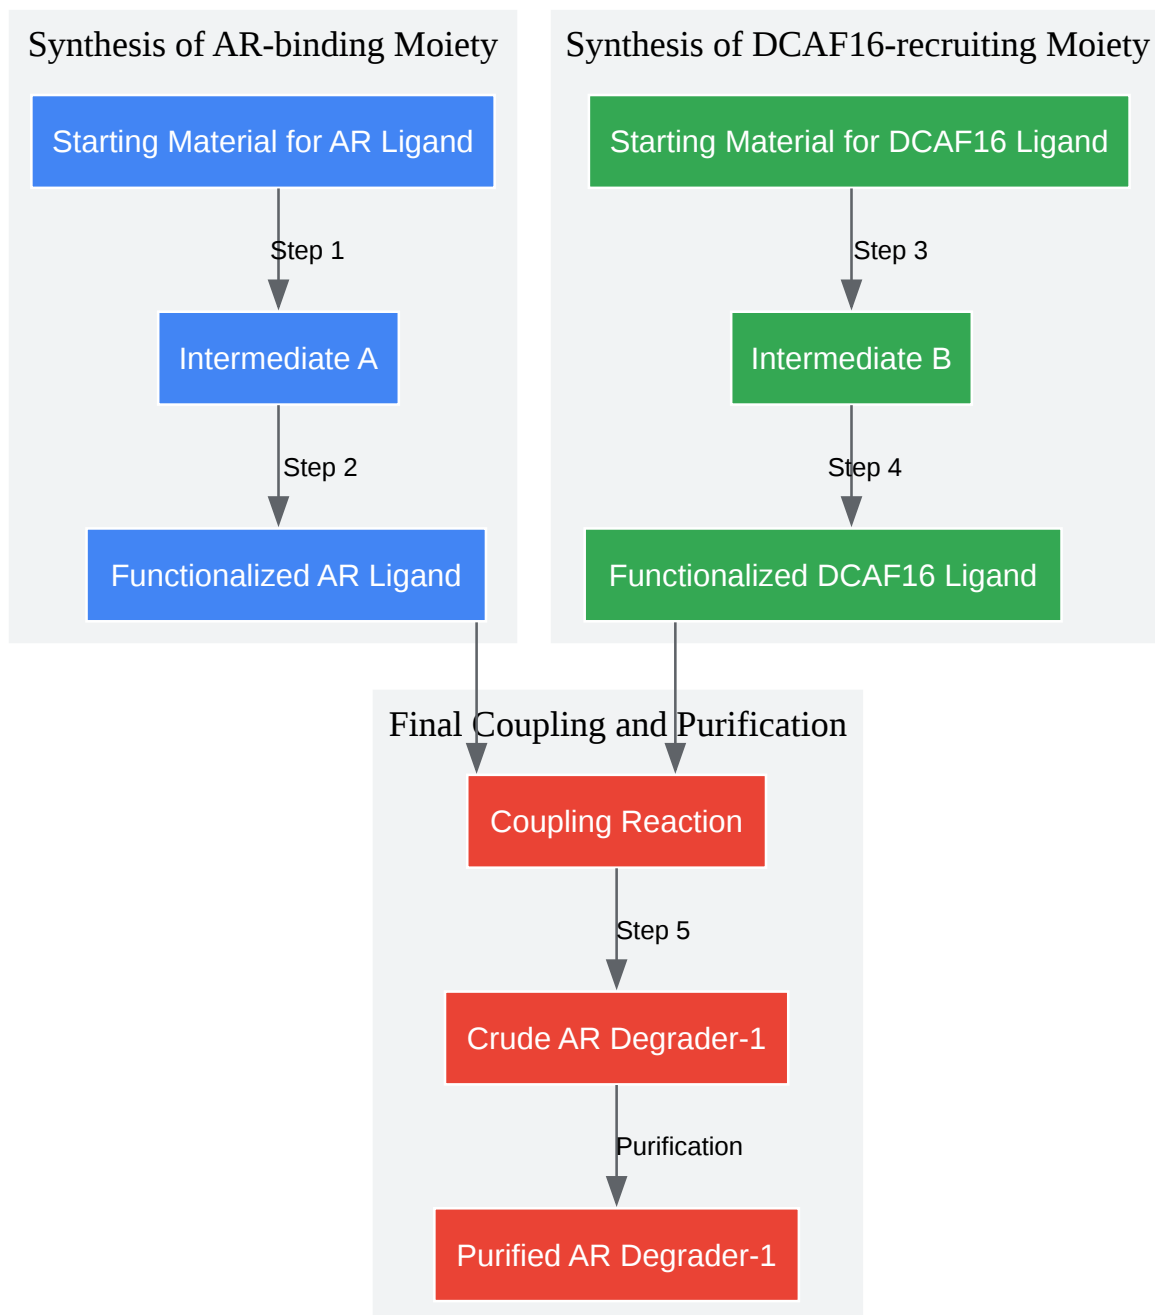 Synthesis of AR-binding Moiety
Starting Material for AR Ligand
Step 1
Intermediate A
Step 2
Functionalized AR Ligand
Synthesis of DCAF16-recruiting Moiety
Starting Material for DCAF16 Ligand
Step 3
Intermediate B
Step 4
Functionalized DCAF16 Ligand
Final Coupling and Purification
Coupling Reaction
Step 5
Crude AR Degrader-1
Purification
Purified AR Degrader-1